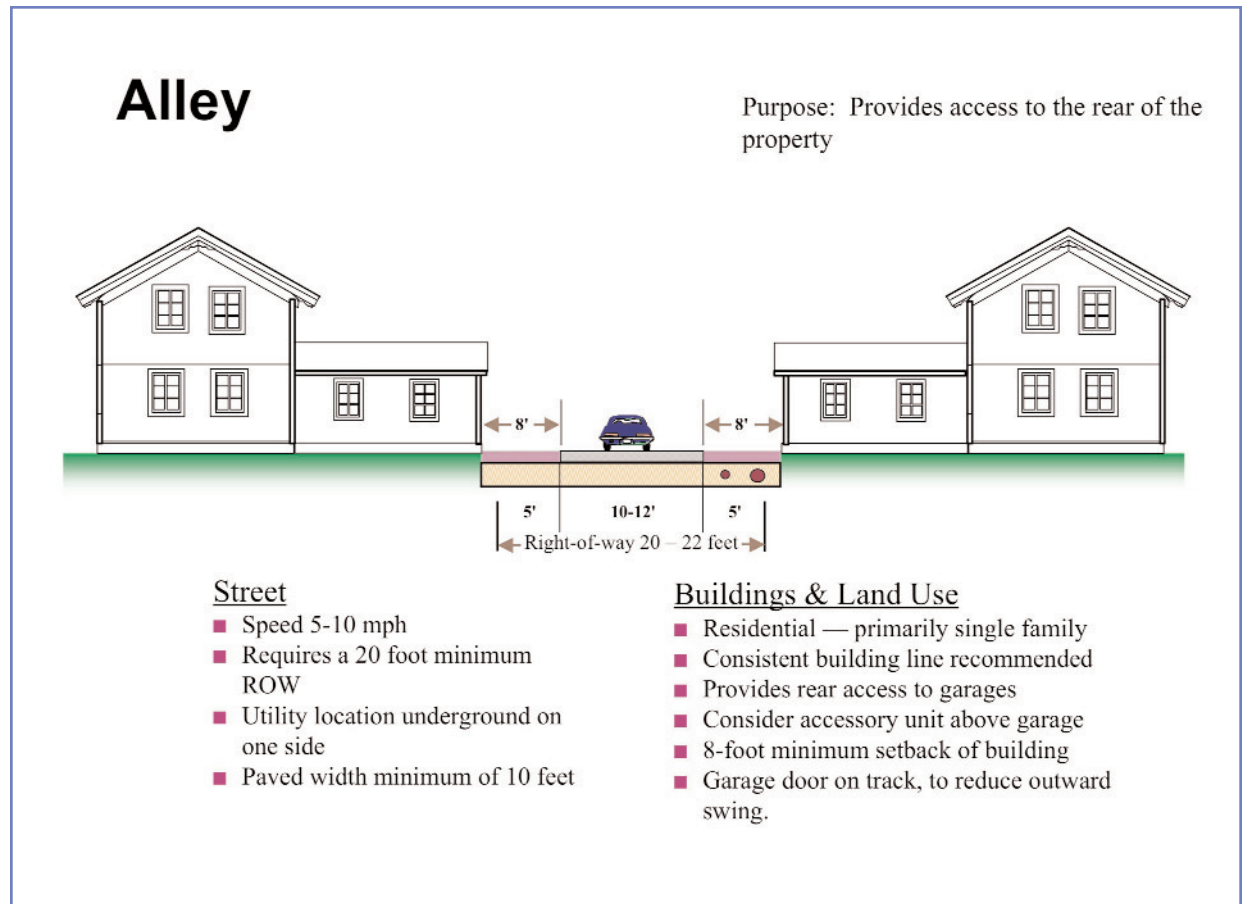 Alley
Purpose: Provides access to the rear of the
property
8'
8'
5'
10-12'
5'
Right-of-way 20 – 22 feet
Street
Speed 5-10 mph
Requires a 20 foot minimum
ROW
Utility location underground on
one side
Paved width minimum of 10 feet
Buildings & Land Use
Residential — primarily single family
Consistent building line recommended
Provides rear access to garages
Consider accessory unit above garage
8-foot minimum setback of building
Garage door on track, to reduce outward
swing.